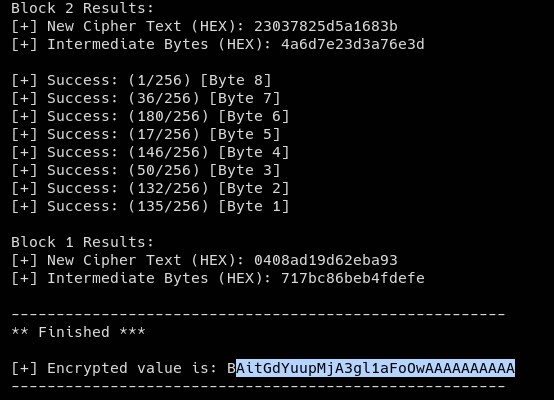 Block 2 Results:
[+] New Cipher Text (HEX): 23037825d5a1683b
[+] Intermediate Bytes (HEX): 4a6d7e23d3a76e3d
[+] Success: (1/256) [Byte 8]
[+] Success: (36/256) [Byte 7]
[+] Success: (180/256) [Byte 6]
[+] Success: (17/256) [Byte 5]
[+] Success: (146/256) [Byte 4]
[+] Success: (50/256) [Byte 3]
[+] Success: (132/256) [Byte 2]
[+] Success: (135/256) [Byte 1]
Block 1 Results:
[+] New Cipher Text (HEX): 0408ad19d62eba93
[+] Intermediate Bytes (HEX): 717bc86beb4fdefe
-------------------------------------------------------
** Finished ***
[+] Encrypted value is: BAitGdYuupMjA3gl1aFoOwAAAAAAAAAA
-------------------------------------------------------